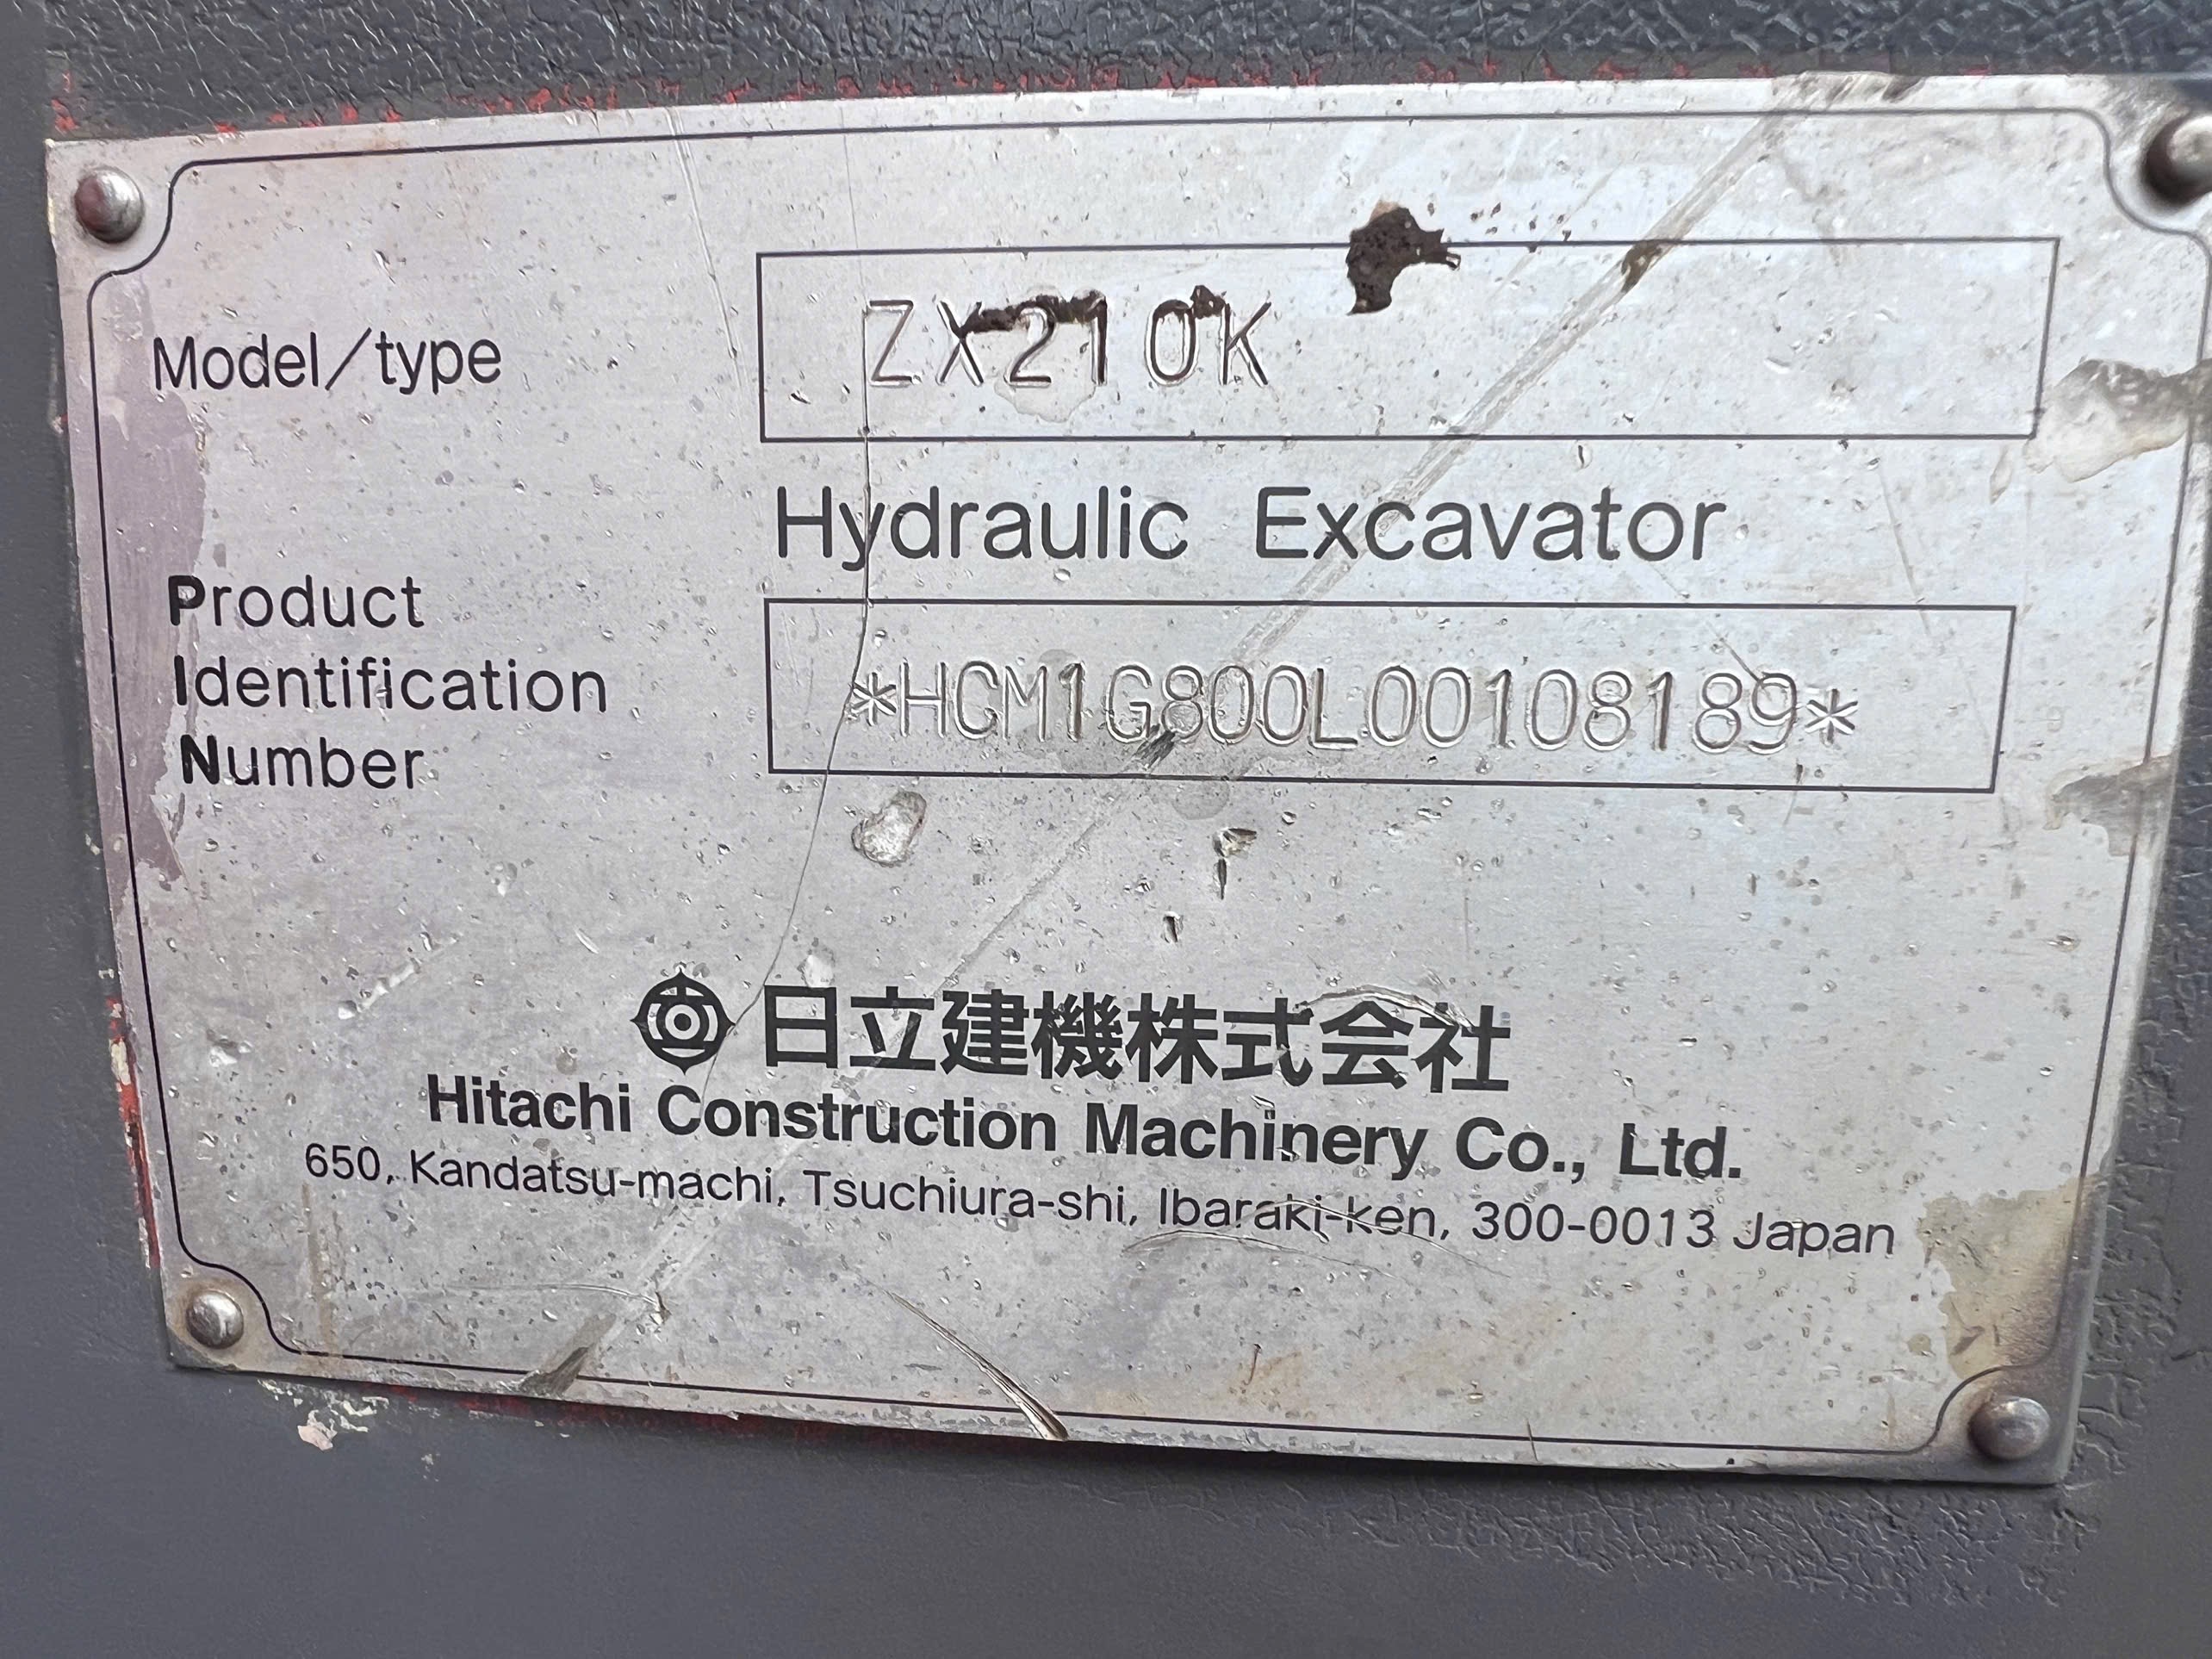 Model/type
ZX210K
Hydraulic Excavator
Product
Identification
Number
*HCM1G800L00108189*
日立建機株式会社
Hitachi Construction Machinery Co., Ltd.
650, Kandatsu-machi, Tsuchiura-shi, Ibaraki-ken, 300-0013 Japan